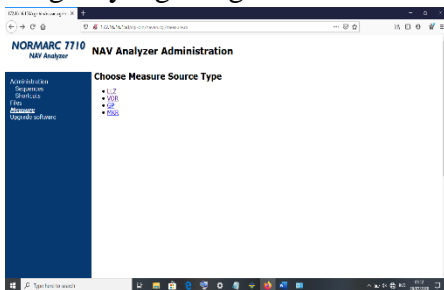 NORMARC 7710
NAV Analyzer
NAV Analyzer Administration
Choose Measure Source Type
LLZ
VOR
GP
MKR
Administration
Sequences
Shortcuts
Files
Measure
Upgrade software
Type here to search